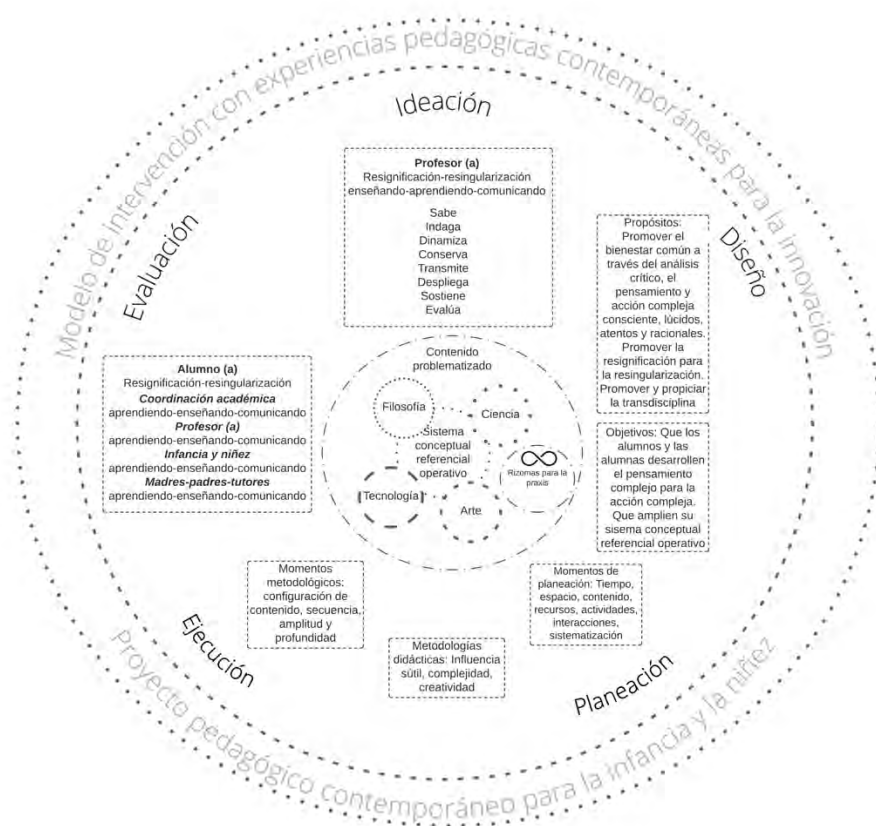 Modelo de intervención con experiencias pedagógicas contemporáneas para la innovación
Ideación
Profesor (a)
Resignificación-resingularización
enseñando-aprendiendo-comunicando
Sabe
Indaga
Dinamiza
Conserva
Transmite
Despliega
Sostiene
Evalúa
Evaluación
Diseño
Propósitos:
Promover el
bienestar común a
través del análisis
crítico, el
pensamiento y
acción compleja
consciente, lúcidos,
atentos y racionales.
Promover la
resignificación para
la resingularización.
Promover y propiciar
la transdisciplina
Alumno (a)
Resignificación-resingularización
Coordinación académica
aprendiendo-enseñando-comunicando
Profesor (a)
aprendiendo-enseñando-comunicando
Infancia y niñez
aprendiendo-enseñando-comunicando
Madres-padres-tutores
aprendiendo-enseñando-comunicando
Contenido
problematizado
Filosofía
Ciencia
Sistema
conceptual
referencial
operativo
Rizomas para la
praxis
Tecnología
Arte
Objetivos: Que los
alumnos y las
alumnas desarrollen
el pensamiento
complejo para la
acción compleja.
Que amplien su
sisema conceptual
referencial operativo
Momentos
metodológicos:
configuración de
contenido, secuencia,
amplitud y
profundidad
Momentos de
planeación: Tiempo,
espacio, contenido,
recursos, actividades,
interacciones,
sistematización
Metodologías
didácticas: Influencia
sútil, complejidad,
creatividad
Ejecución
Planeación
Proyecto pedagógico contemporáneo para la infancia y la niñez